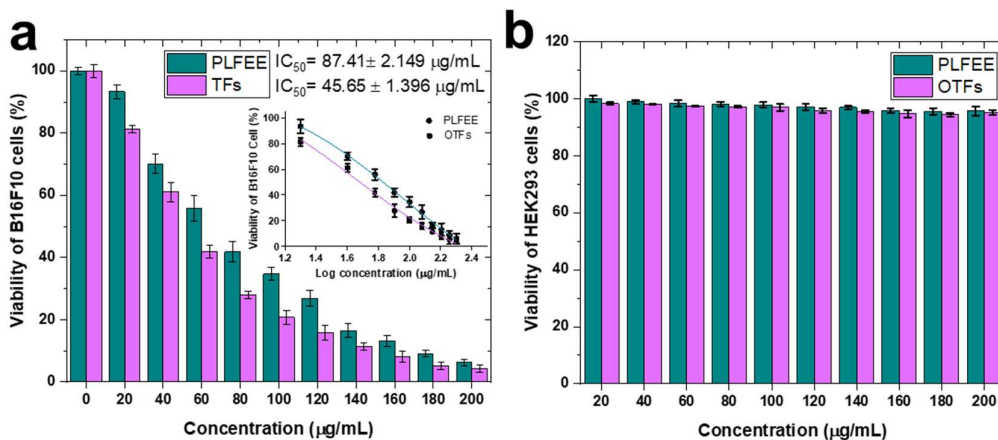 a
PLFEE IC50= 87.41± 2.149 µg/mL
TFs IC50= 45.65 ± 1.396 µg/mL
Viability of B16F10 cells (%)
100
80
60
40
20
0
0 20 40 60 80 100 120 140 160 180 200
Concentration (µg/mL)
Viability of B16F10 Cell (%)
PLFEE
OTFs
100
80
60
40
20
0
1.2 1.4 1.6 1.8 2.0 2.2 2.4
Log concentration (µg/mL)
b
PLFEE
OTFs
Viability of HEK293 cells (%)
120
100
80
60
40
20
0
20 40 60 80 100 120 140 160 180 200
Concentration (µg/mL)